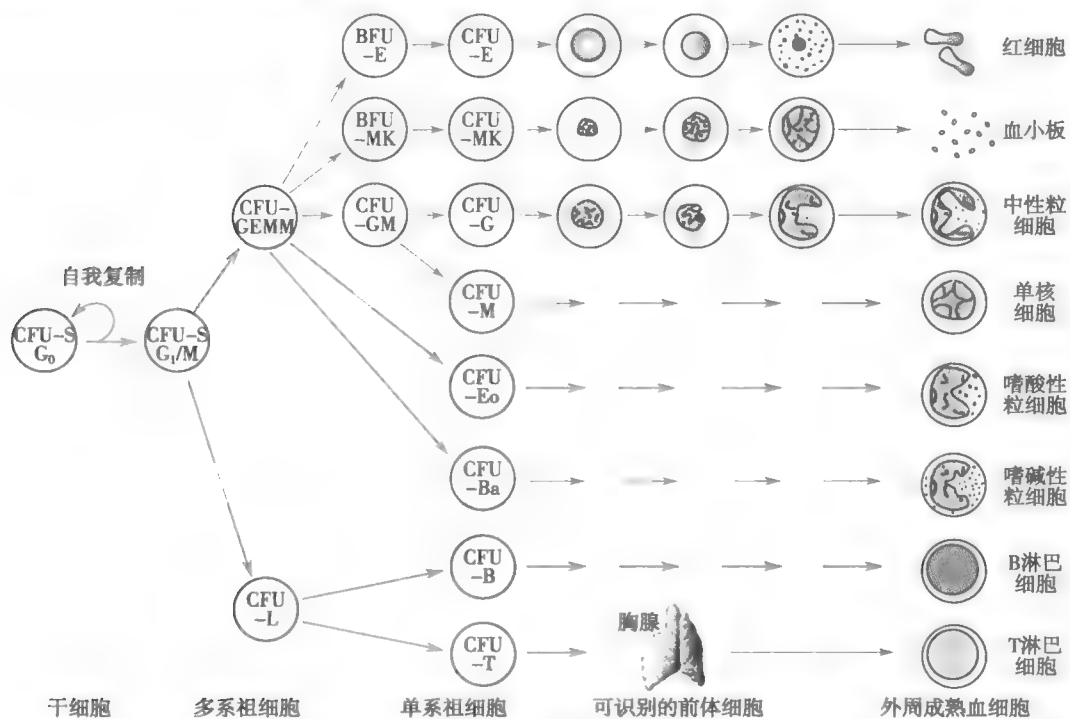 BFU
-E
CFU
-E
红细胞
BFU
-MK
CFU
-MK
血小板
CFU-
GEMM
CFU
-GM
CFU
-G
中性粒
细胞
自我复制
CFU-S
G₀
CFU-S
G₁/M
CFU
-M
单核
细胞
CFU
-Eo
嗜酸性
粒细胞
CFU
-Ba
嗜碱性
粒细胞
CFU
-L
CFU
-B
B淋巴
细胞
CFU
-T
胸腺
T淋巴
细胞
干细胞
多系祖细胞
单系祖细胞
可识别的前体细胞
外周成熟血细胞